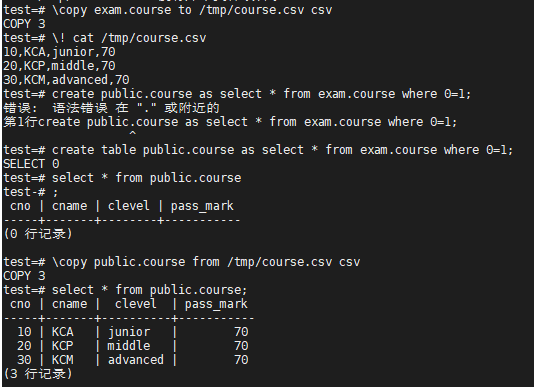 test=# \copy exam.course to /tmp/course.csv csv
COPY 3
test=# \! cat /tmp/course.csv
10,KCA,junior,70
20,KCP,middle,70
30,KCM,advanced,70
test=# create public.course as select * from exam.course where 0=1;
错误:  语法错误 在 "." 或附近的
第1行create public.course as select * from exam.course where 0=1;
                  ^
test=# create table public.course as select * from exam.course where 0=1;
SELECT 0
test=# select * from public.course
test-# ;
 cno | cname | clevel | pass_mark
-----+-------+--------+-----------
(0 行记录)

test=# \copy public.course from /tmp/course.csv csv
COPY 3
test=# select * from public.course;
 cno | cname |  clevel  | pass_mark
-----+-------+----------+-----------
  10 | KCA   | junior   |        70
  20 | KCP   | middle   |        70
  30 | KCM   | advanced |        70
(3 行记录)